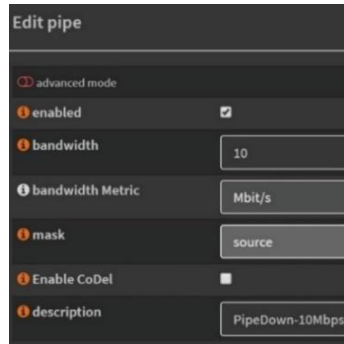 Edit pipe
advanced mode
enabled
bandwidth
10
bandwidth Metric
Mbit/s
mask
source
Enable CoDel
description
PipeDown-10Mbps